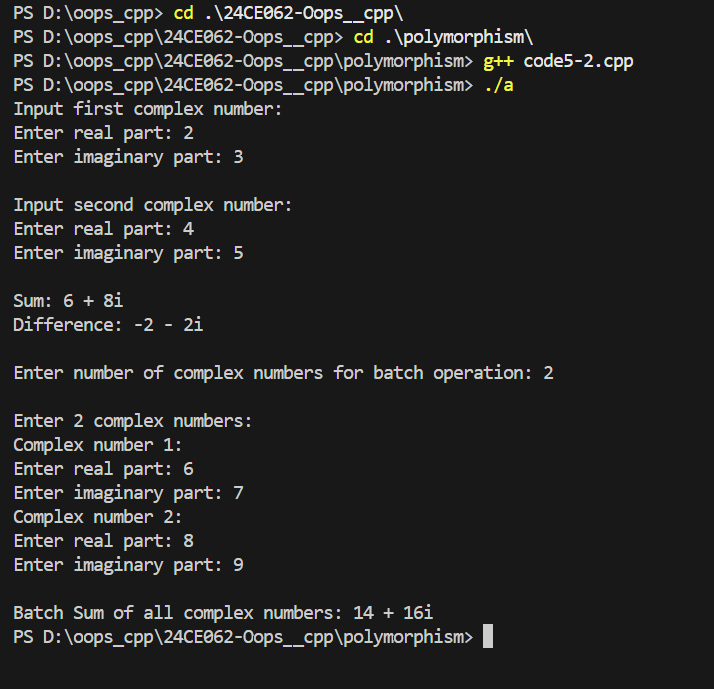 PS D:\oops_cpp> cd .\24CE062-Oops__cpp\
PS D:\oops_cpp\24CE062-Oops__cpp> cd .\polymorphism\
PS D:\oops_cpp\24CE062-Oops__cpp\polymorphism> g++ code5-2.cpp
PS D:\oops_cpp\24CE062-Oops__cpp\polymorphism> ./a
Input first complex number:
Enter real part: 2
Enter imaginary part: 3
Input second complex number:
Enter real part: 4
Enter imaginary part: 5
Sum: 6 + 8i
Difference: -2 - 2i
Enter number of complex numbers for batch operation: 2
Enter 2 complex numbers:
Complex number 1:
Enter real part: 6
Enter imaginary part: 7
Complex number 2:
Enter real part: 8
Enter imaginary part: 9
Batch Sum of all complex numbers: 14 + 16i
PS D:\oops_cpp\24CE062-Oops__cpp\polymorphism>